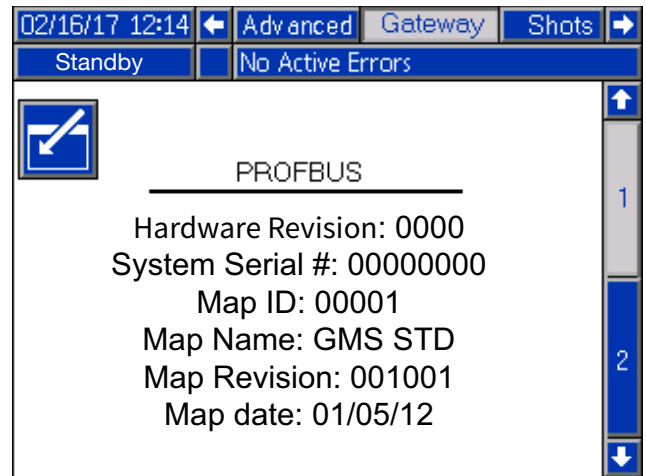 02/16/17 12:14 Advanced Gateway Shots
Standby No Active Errors
PROFBUS
1
Hardware Revision: 0000
System Serial #: 00000000
Map ID: 00001
Map Name: GMS STD
2
Map Revision: 001001
Map date: 01/05/12